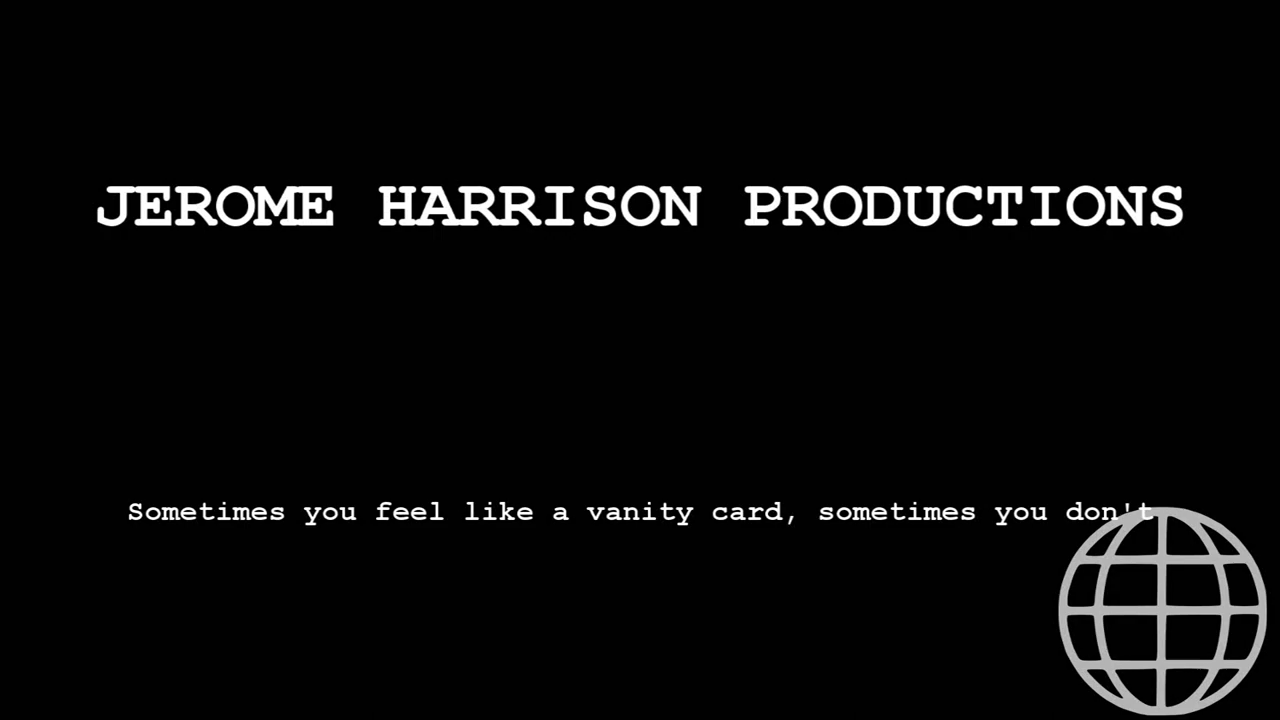 JEROME HARRISON PRODUCTIONS
Sometimes you feel like a vanity card, sometimes you don't